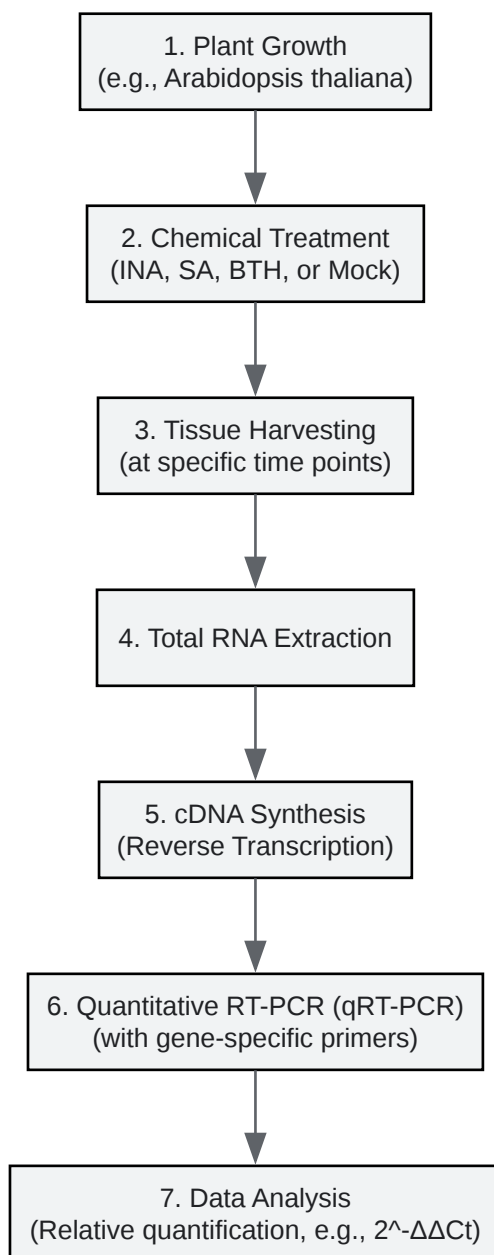 1. Plant Growth
(e.g., Arabidopsis thaliana)
2. Chemical Treatment
(INA, SA, BTH, or Mock)
3. Tissue Harvesting
(at specific time points)
4. Total RNA Extraction
5. cDNA Synthesis
(Reverse Transcription)
6. Quantitative RT-PCR (qRT-PCR)
(with gene-specific primers)
7. Data Analysis
(Relative quantification, e.g., 2^-ΔΔCt)